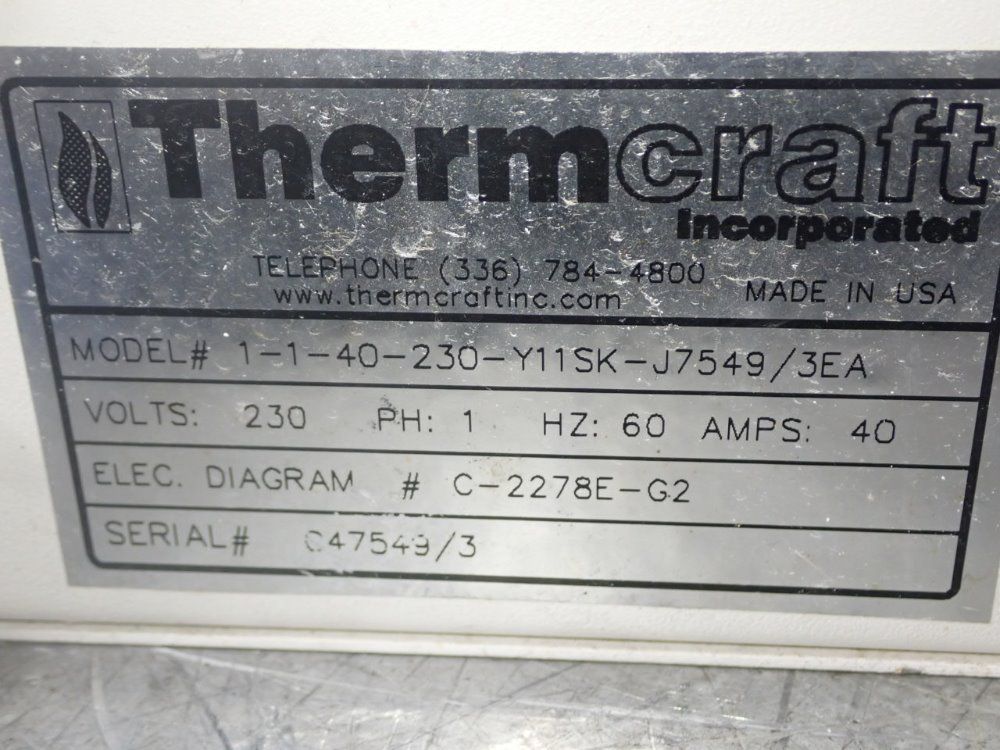 Thermcraft
Incorporated
TELEPHONE (336) 784-4800
www.thermcraftinc.com
MADE IN USA
MODEL# 1-1-40-230-Y11SK-J7549/3EA
VOLTS: 230 PH: 1 HZ: 60 AMPS: 40
ELEC. DIAGRAM # C-2278E-G2
SERIAL# C47549/3